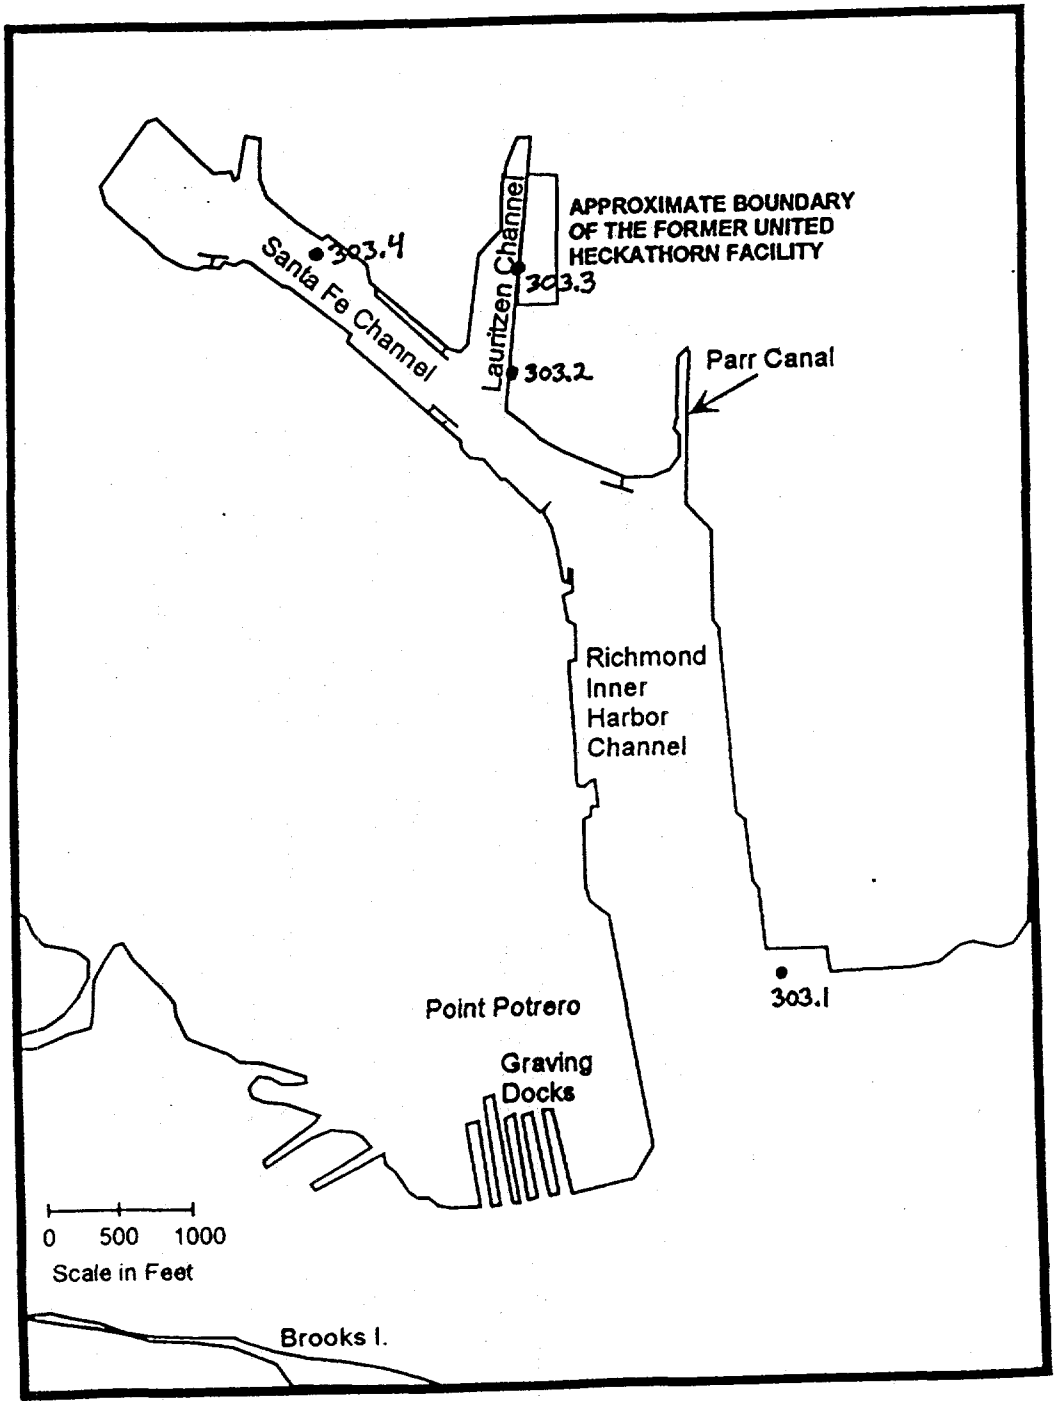 APPROXIMATE BOUNDARY
OF THE FORMER UNITED
HECKATHORN FACILITY
Santa Fe Channel
303.4
Lauritzen Channel
303.3
303.2
Parr Canal
Richmond
Inner
Harbor
Channel
303.1
Point Potrero
Graving
Docks
0 500 1000
Scale in Feet
Brooks I.